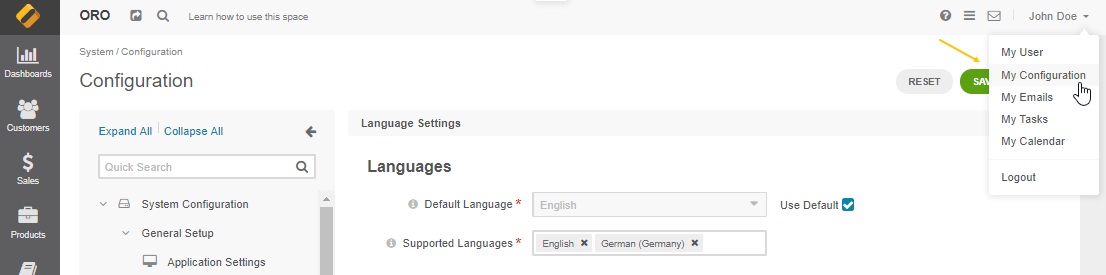 ORO
Learn how to use this space
John Doe
My User
My Configuration
My Emails
My Tasks
My Calendar
Logout
Dashboards
Customers
Sales
Products
System / Configuration
Configuration
RESET
Expand All | Collapse All
Quick Search
System Configuration
General Setup
Application Settings
Language Settings
Languages
Default Language * English Use Default
Supported Languages * English × German (Germany) ×